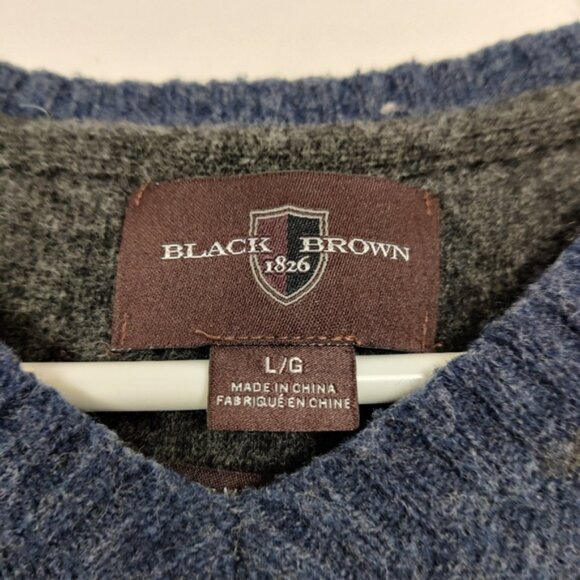 BLACK BROWN
1826
L/G
MADE IN CHINA
FABRIQUÉ EN CHINE